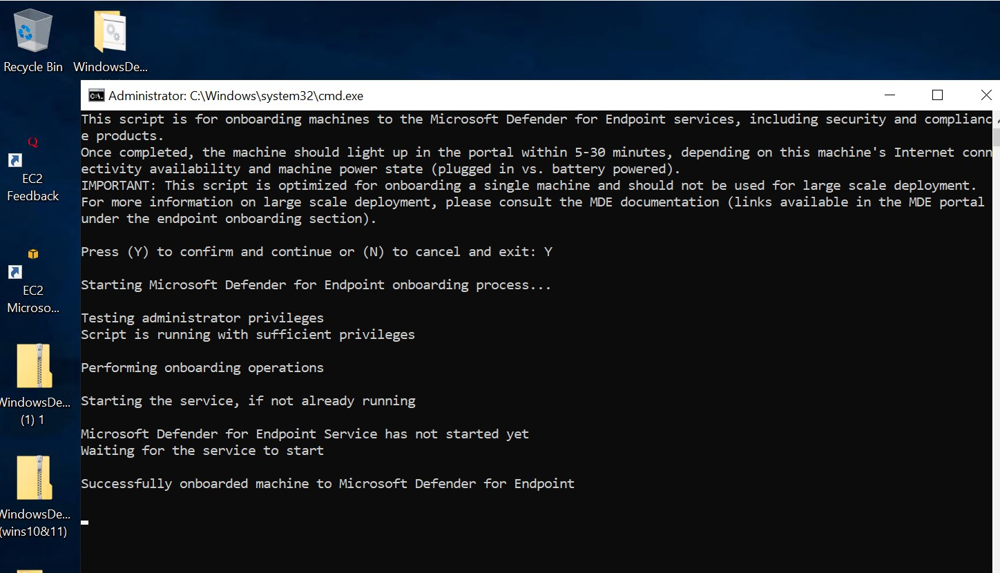 Recycle Bin
WindowsDe...
Administrator: C:\Windows\system32\cmd.exe
This script is for onboarding machines to the Microsoft Defender for Endpoint services, including security and complianc
e products.
Once completed, the machine should light up in the portal within 5-30 minutes, depending on this machine's Internet conn
ectivity availability and machine power state (plugged in vs. battery powered).
IMPORTANT: This script is optimized for onboarding a single machine and should not be used for large scale deployment.
For more information on large scale deployment, please consult the MDE documentation (links available in the MDE portal
under the endpoint onboarding section).
Press (Y) to confirm and continue or (N) to cancel and exit: Y
Starting Microsoft Defender for Endpoint onboarding process...
Testing administrator privileges
Script is running with sufficient privileges
Performing onboarding operations
Starting the service, if not already running
Microsoft Defender for Endpoint Service has not started yet
Waiting for the service to start
Successfully onboarded machine to Microsoft Defender for Endpoint
Q
EC2
Feedback
EC2
Microso...
WindowsDe...
(1) 1
WindowsDe...
(wins10&11)